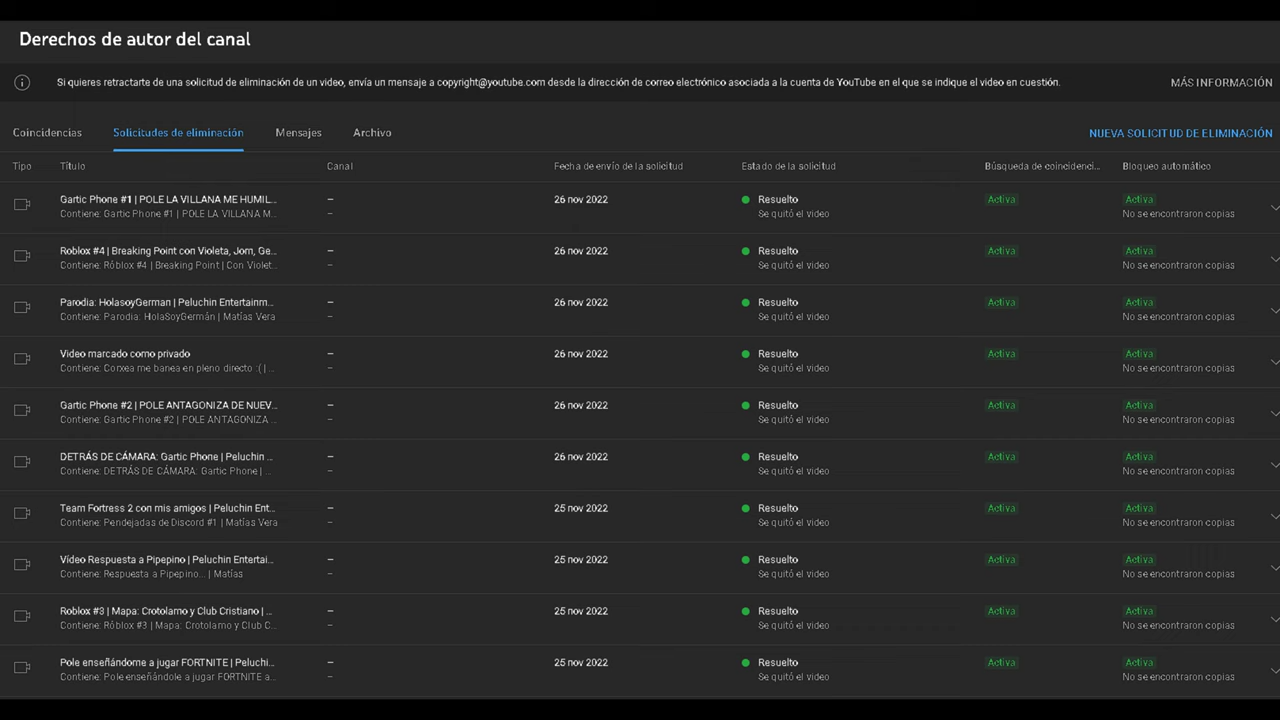 Derechos de autor del canal
Si quieres retractarte de una solicitud de eliminación de un video, envía un mensaje a copyright@youtube.com desde la dirección de correo electrónico asociada a la cuenta de YouTube en el que se indique el video en cuestión. MÁS INFORMACIÓN
Coincidencias Solicitudes de eliminación Mensajes Archivo NUEVA SOLICITUD DE ELIMINACIÓN
Tipo Título Canal Fecha de envío de la solicitud Estado de la solicitud Búsqueda de coincidenci... Bloqueo automático
Gartic Phone #1 | POLE LA VILLANA ME HUMIL... – 26 nov 2022 Resuelto Activa Activa
Contiene: Gartic Phone #1 | POLE LA VILLANA M... – Se quitó el video No se encontraron copias
Roblox #4 | Breaking Point con Violeta, Jorn, Ge... – 26 nov 2022 Resuelto Activa Activa
Contiene: Róblox #4 | Breaking Point | Con Violet... – Se quitó el video No se encontraron copias
Parodia: HolasoyGerman | Peluchin Entertainm... – 26 nov 2022 Resuelto Activa Activa
Contiene: Parodia: HolaSoyGermán | Matías Vera – Se quitó el video No se encontraron copias
Video marcado como privado – 26 nov 2022 Resuelto Activa Activa
Contiene: Corxea me banea en pleno directo :( | ... – Se quitó el video No se encontraron copias
Gartic Phone #2 | POLE ANTAGONIZA DE NUEV... – 26 nov 2022 Resuelto Activa Activa
Contiene: Gartic Phone #2 | POLE ANTAGONIZA ... – Se quitó el video No se encontraron copias
DETRÁS DE CÁMARA: Gartic Phone | Peluchin ... – 26 nov 2022 Resuelto Activa Activa
Contiene: DETRÁS DE CÁMARA: Gartic Phone | ... – Se quitó el video No se encontraron copias
Team Fortress 2 con mis amigos | Peluchin Ent... – 25 nov 2022 Resuelto Activa Activa
Contiene: Pendejadas de Discord #1 | Matías Vera – Se quitó el video No se encontraron copias
Vídeo Respuesta a Pipepino | Peluchin Entertai... – 25 nov 2022 Resuelto Activa Activa
Contiene: Respuesta a Pipepino... | Matías – Se quitó el video No se encontraron copias
Roblox #3 | Mapa: Crotolamo y Club Cristiano | ... – 25 nov 2022 Resuelto Activa Activa
Contiene: Róblox #3 | Mapa: Crotolamo y Club C... – Se quitó el video No se encontraron copias
Pole enseñándome a jugar FORTNITE | Peluchi... – 25 nov 2022 Resuelto Activa Activa
Contiene: Pole enseñándole a jugar FORTNITE a... – Se quitó el video No se encontraron copias